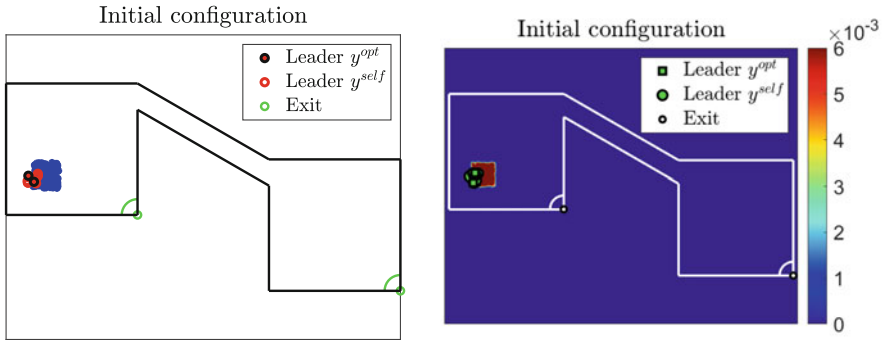 Initial configuration
Leader y^opt
Leader y^self
Exit
Initial configuration
Leader y^opt
Leader y^self
Exit
×10^-3
6
5
4
3
2
1
0